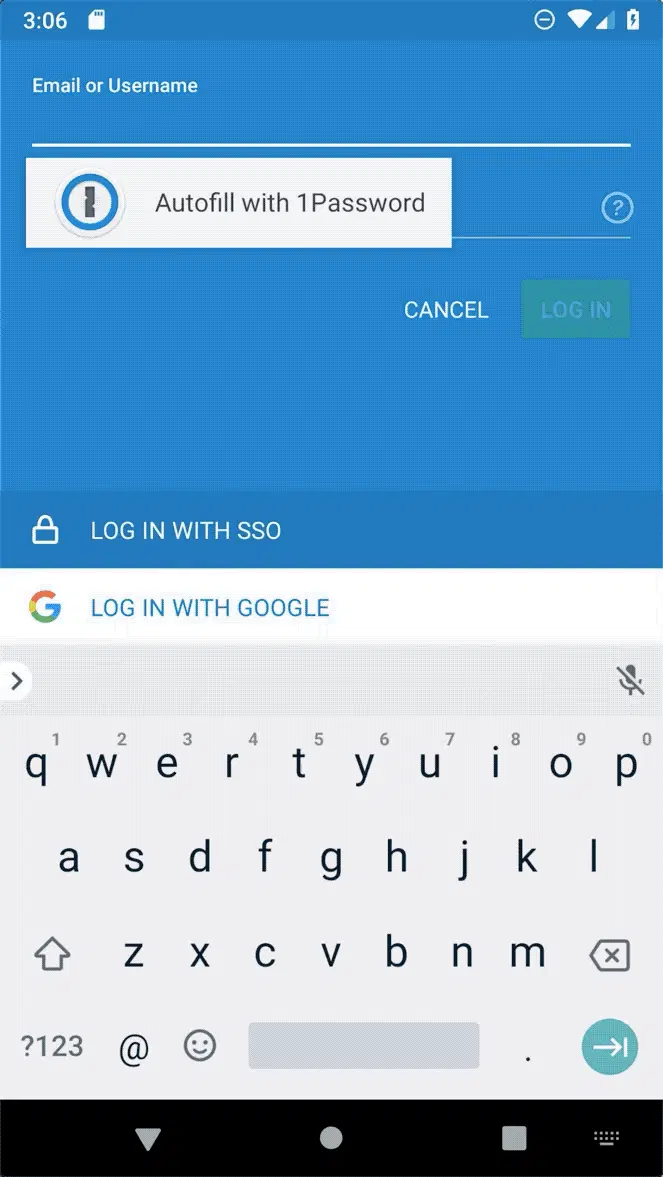 3:06
Email or Username
Autofill with 1Password
?
CANCEL LOG IN
LOG IN WITH SSO
G LOG IN WITH GOOGLE
1 2 3 4 5 6 7 8 9 0
q w e r t y u i o p
a s d f g h j k l
z x c v b n m
?123 @ .